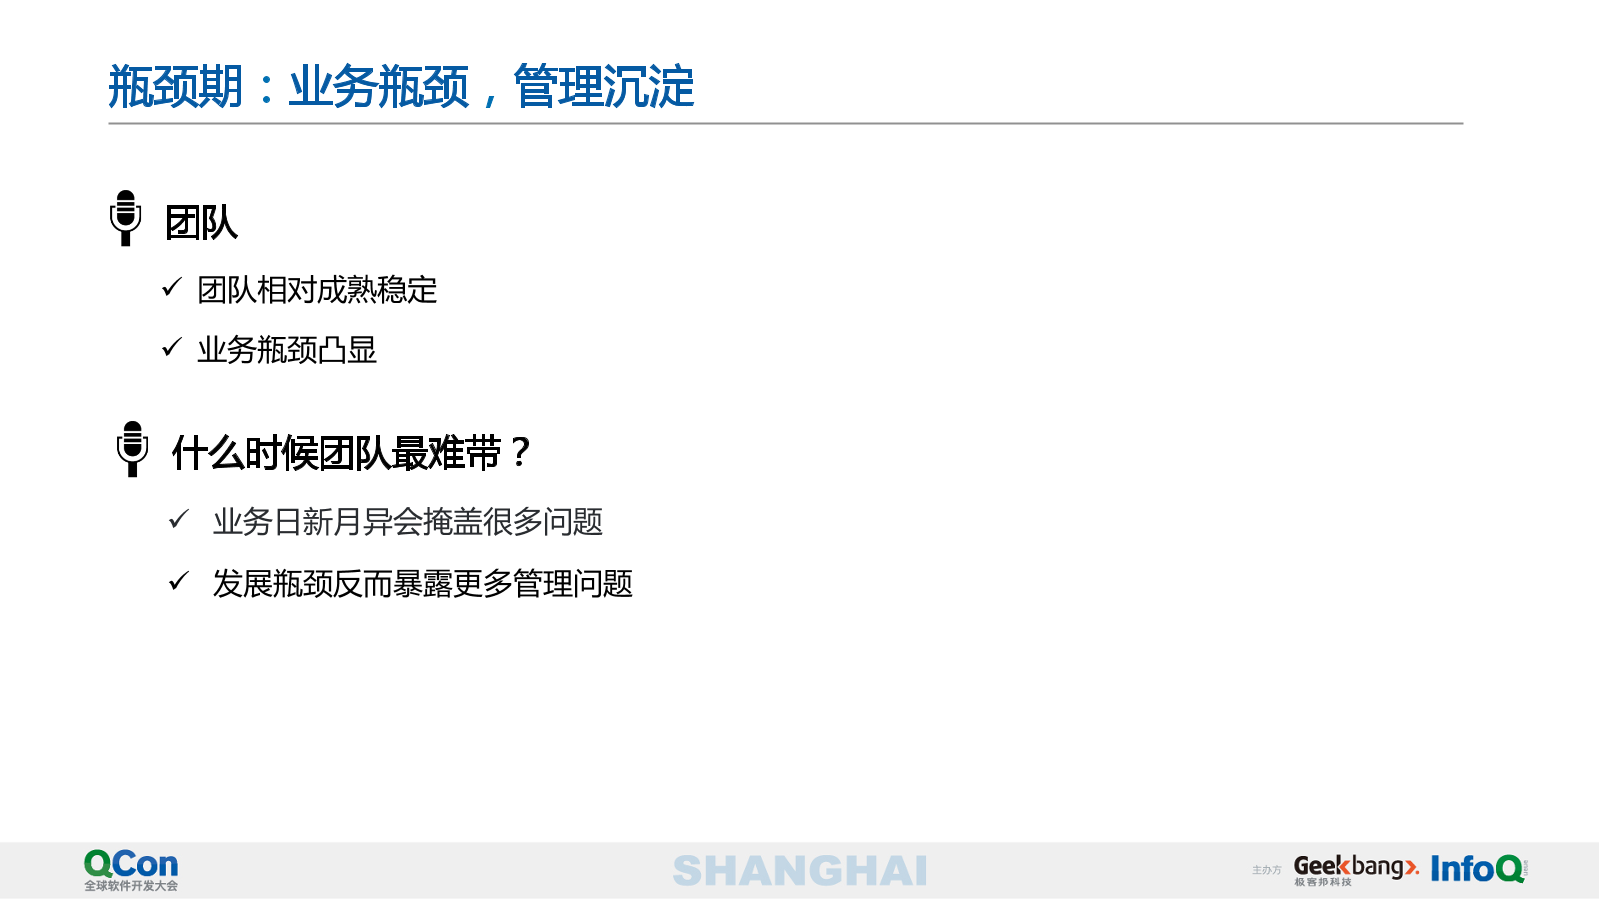 瓶颈期：业务瓶颈，管理沉淀
团队
团队相对成熟稳定
业务瓶颈凸显
什么时候团队最难带？
业务日新月异会掩盖很多问题
发展瓶颈反而暴露更多管理问题
QCon
全球软件开发大会
SHANGHAI
主办方
Geekbang>.
极客邦科技
InfoQ